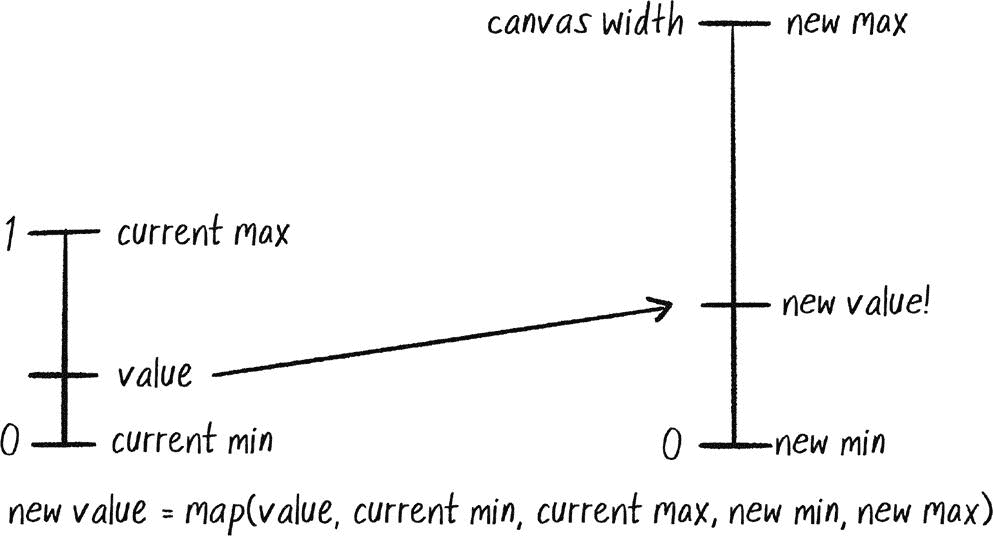 canvas width new max
1 current max
new value!
value
0 current min
0 new min
new value = map(value, current min, current max, new min, new max)